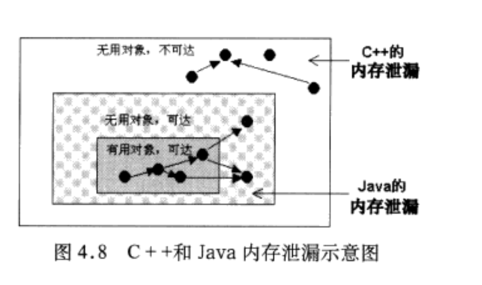 无用对象，不可达
C++的
内存泄漏
无用对象，可达
有用对象，可达
Java的
内存泄漏
图 4.8 C++和 Java 内存泄漏示意图